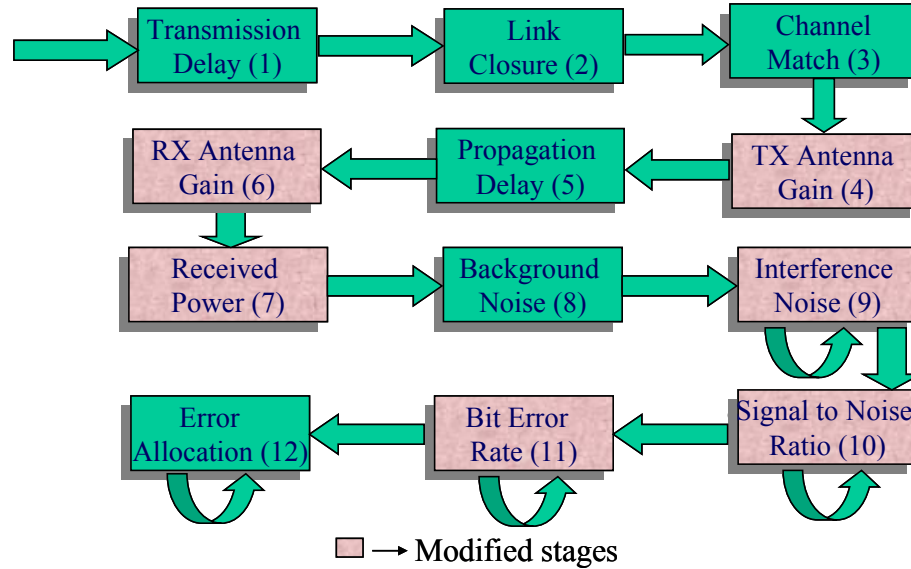 Transmission
Delay (1)
Link
Closure (2)
Channel
Match (3)
RX Antenna
Gain (6)
Propagation
Delay (5)
TX Antenna
Gain (4)
Received
Power (7)
Background
Noise (8)
Interference
Noise (9)
Error
Allocation (12)
Bit Error
Rate (11)
Signal to Noise
Ratio (10)
Modified stages